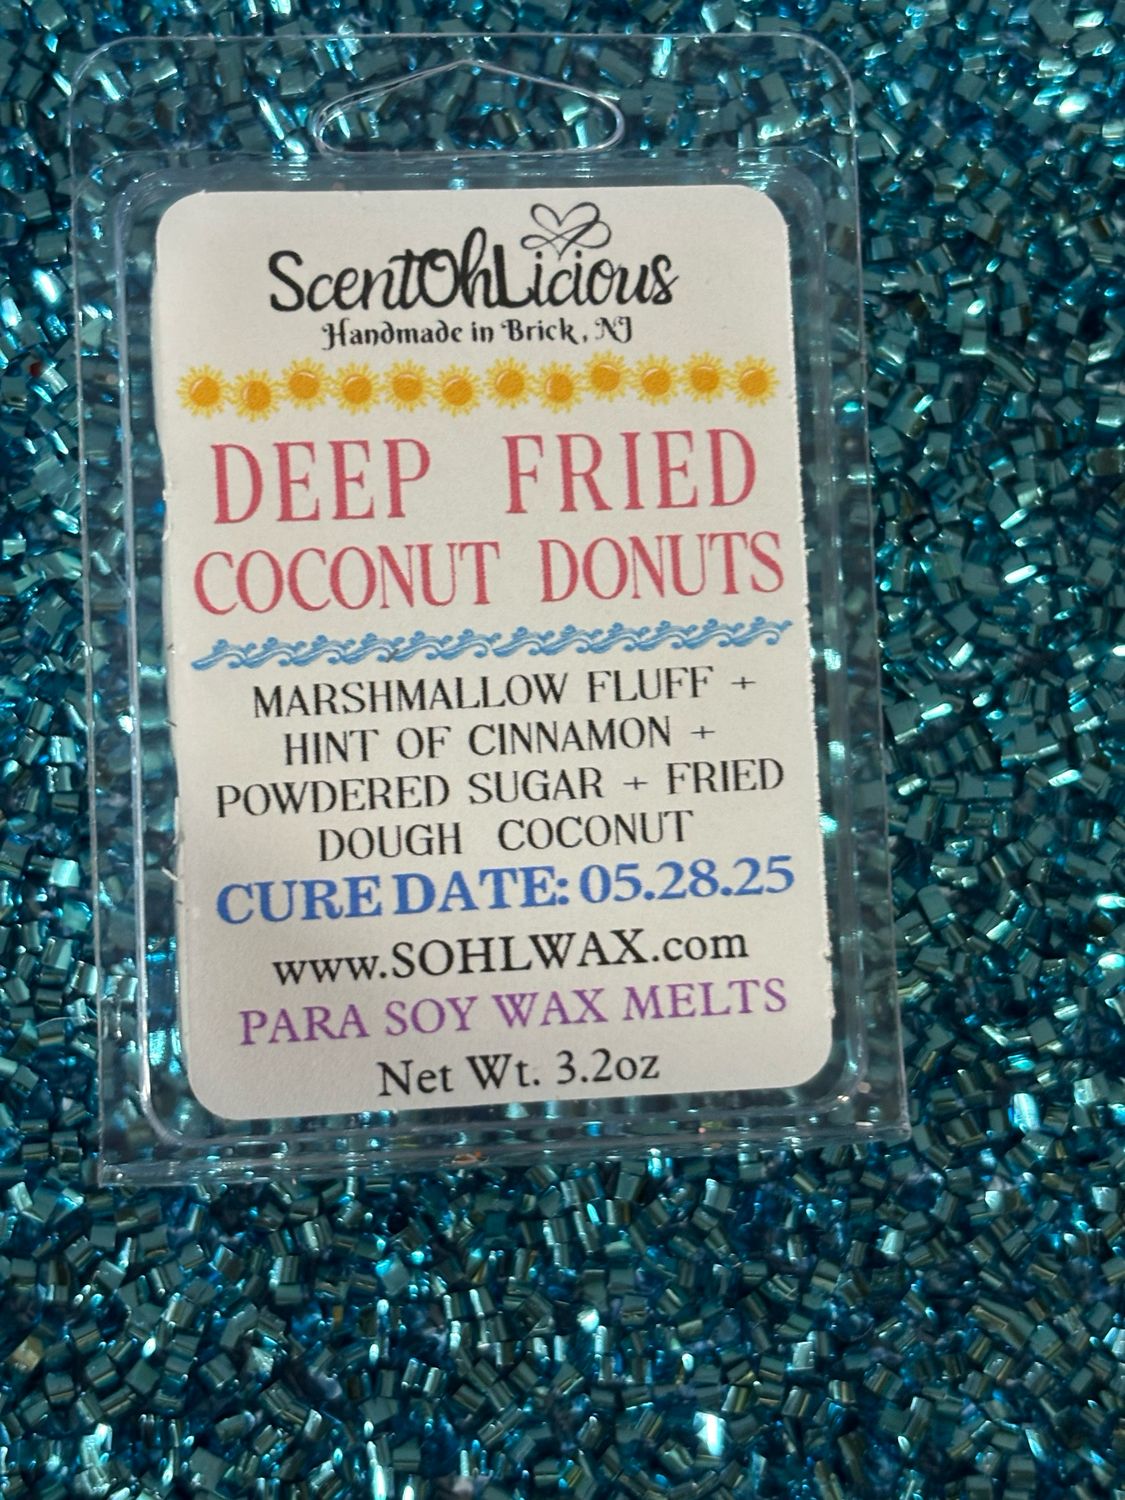 ScentOhLicious
Handmade in Brick, NJ
DEEP FRIED
COCONUT DONUTS
MARSHMALLOW FLUFF +
HINT OF CINNAMON +
POWDERED SUGAR + FRIED
DOUGH COCONUT
CURE DATE: 05.28.25
www.SOHLWAX.com
PARA SOY WAX MELTS
Net Wt. 3.2oz